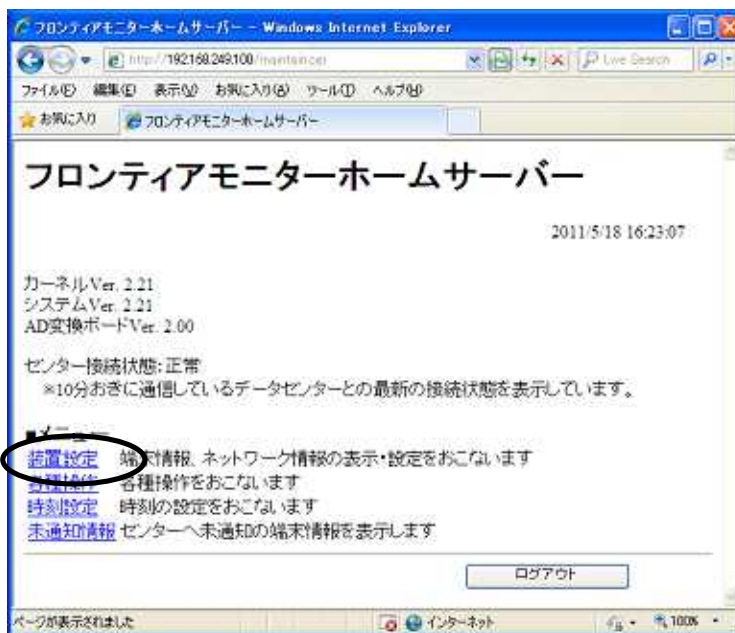 フロンティアモニターホームサーバー - Windows Internet Explorer
http://192.168.249.100/maintainer/
Live Search
ファイル(F) 編集(E) 表示(V) お気に入り(A) ツール(T) ヘルプ(H)
お気に入り フロンティアモニターホームサーバー
フロンティアモニターホームサーバー
2011/5/18 16:23:07
カーネルVer. 2.21
システムVer. 2.21
AD変換ボードVer. 2.00
センター接続状態: 正常
※10分おきに通信しているデータセンターとの最新の接続状態を表示しています。
■メニュー
装置設定 端末情報、ネットワーク情報の表示・設定をおこないます
各種操作 各種操作をおこないます
時刻設定 時刻の設定をおこないます
未通知情報 センターへ未通知の端末情報を表示します
ログアウト
ページが表示されました インターネット 100%